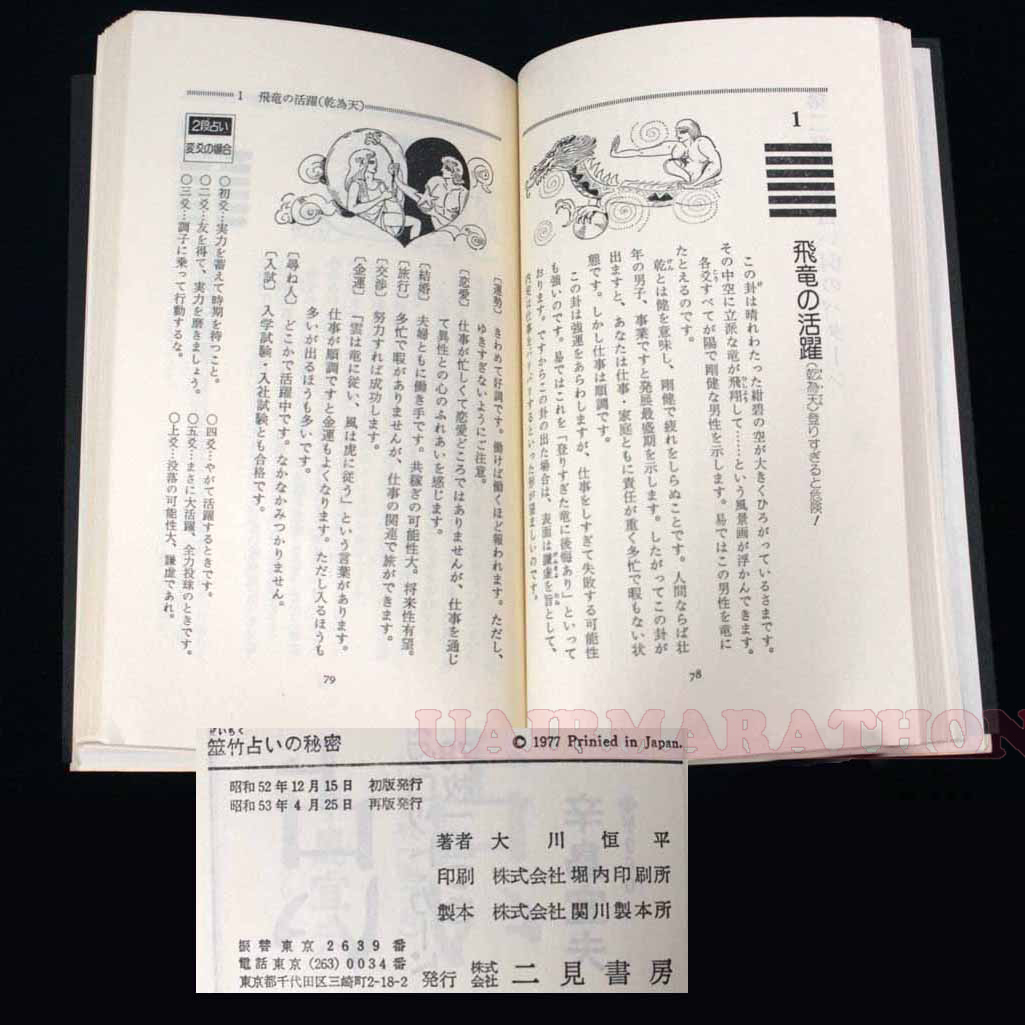 1
飛竜の活躍
(乾為天)登りすぎると危険!
この卦は晴れわたった紺碧の空が大きくひろがっているさまです。
その中空に立派な竜が飛翔して……という風景画が浮かんできます。
各爻すべてが陽で剛健な男性を示します。易ではこの男性を竜に
たとえるのです。
乾とは健を意味し、剛健で疲れをしらぬことです。人間ならば壮
年の男子、事業ですと発展最盛期を示します。したがってこの卦が
出ますと、あなたは仕事・家庭ともに責任が重く多忙で暇もない状
態です。しかし仕事は順調です。
この卦は強運をあらわしますが、仕事をしすぎて失敗する可能性
も強いのです。易ではこれを「登りすぎた竜に後悔あり」といって
おります。ですからこの卦の出た場合は、表面は謙虚を旨として、
78
1 飛竜の活躍(乾為天)
〔運勢〕 きわめて好調です。働けば働くほど報われます。ただし、
ゆきすぎないようにご注意。
〔恋愛〕 仕事が忙しくて恋愛どころではありませんが、仕事を通じ
て異性との心のふれあいを感じます。
〔結婚〕 夫婦ともに働き手です。共稼ぎの可能性大。将来性有望。
〔旅行〕 多忙で暇がありませんが、仕事の関連で旅ができます。
〔交渉〕 努力すれば成功します。
〔金運〕 「雲は竜に従い、風は虎に従う」という言葉があります。
仕事が順調ですと金運もよくなります。ただし入るほうも
多いが出るほうも多いです。
〔尋ね人〕 どこかで活躍中です。なかなかみつかりません。
〔入試〕 入学試験・入社試験とも合格です。
2段占い
変爻の場合
○初爻…実力を蓄えて時期を待つこと。
○二爻…友を得て、実力を磨きましょう。
○三爻…調子に乗って行動するな。
○四爻…やがて活躍するときです。
○五爻…まさに大活躍、全力投球のときです。
○上爻…没落の可能性大、謙虚であれ。
79
UAIRMARATHON
筮竹占いの秘密
ぜいちく
© 1977 Prinied in Japan.
昭和52年12月15日 初版発行
昭和53年4月25日 再版発行
著者 大川恒平
印刷 株式会社 堀内印刷所
製本 株式会社 関川製本所
振替東京2639番
電話東京(263)0034番
東京都千代田区三崎町2-18-2
発行 株式会社 二見書房